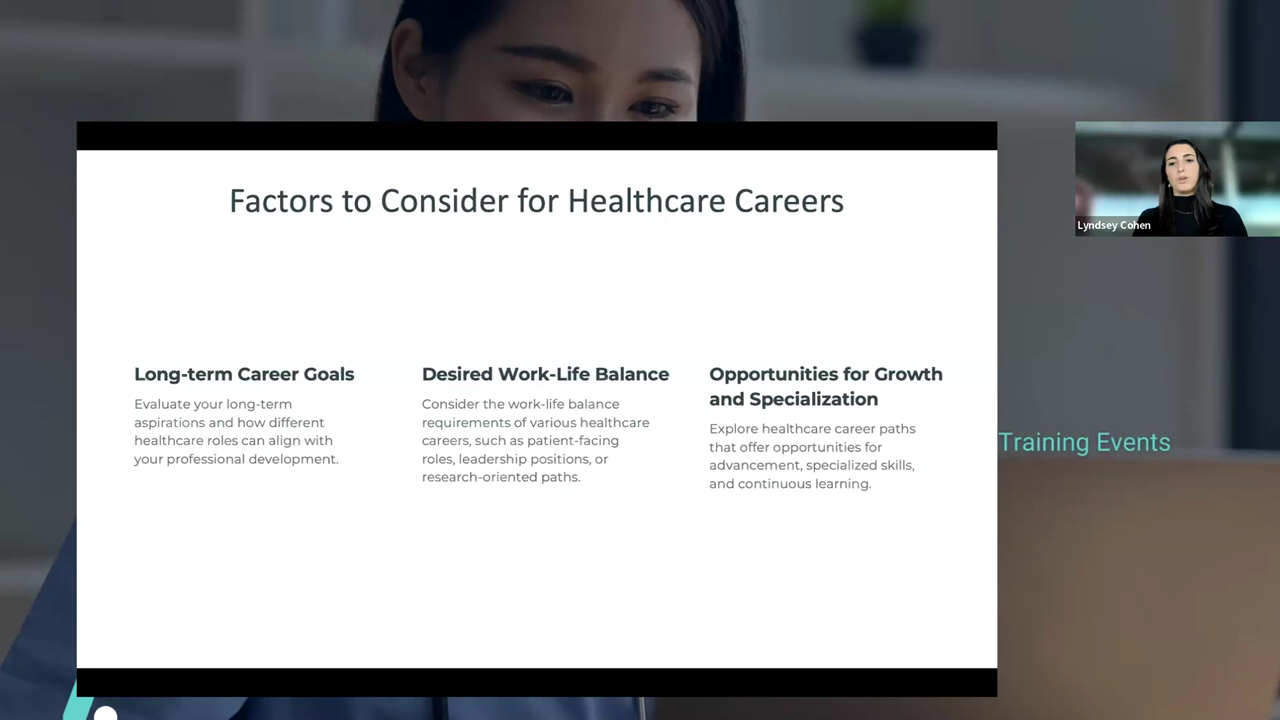 Factors to Consider for Healthcare Careers
Long-term Career Goals
Evaluate your long-term
aspirations and how different
healthcare roles can align with
your professional development.
Desired Work-Life Balance
Consider the work-life balance
requirements of various healthcare
careers, such as patient-facing
roles, leadership positions, or
research-oriented paths.
Opportunities for Growth
and Specialization
Explore healthcare career paths
that offer opportunities for
advancement, specialized skills,
and continuous learning.
Lyndsey Cohen
Training Events